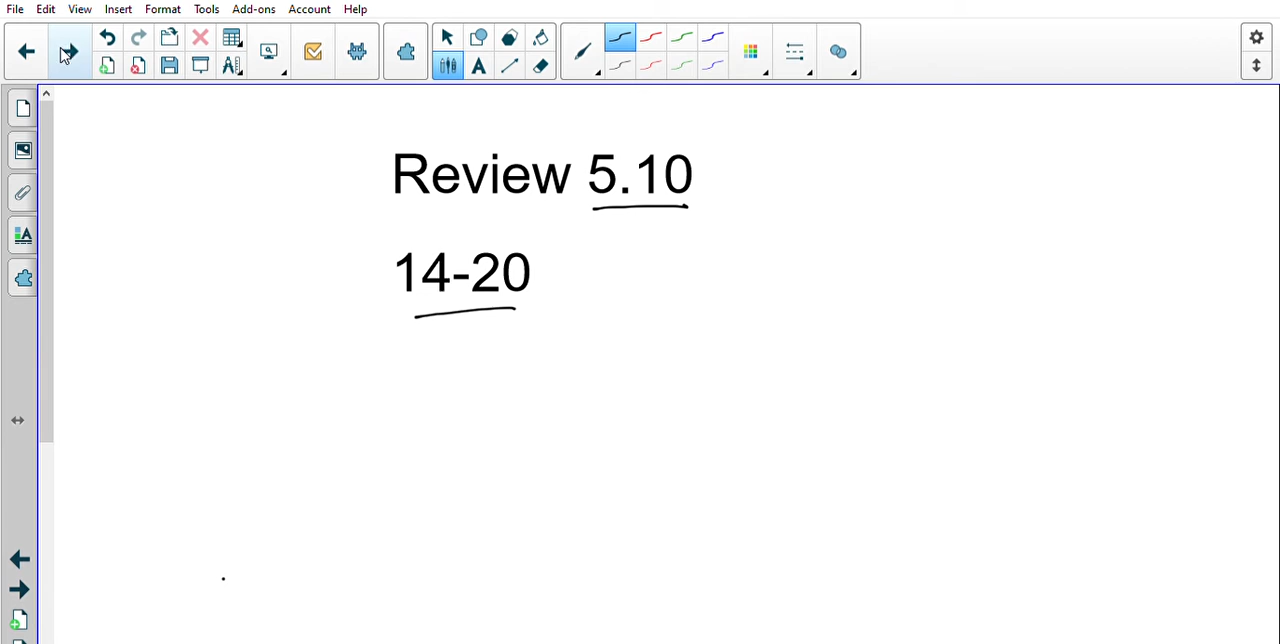 File Edit View Insert Format Tools Add-ons Account Help
Review 5.10
14-20